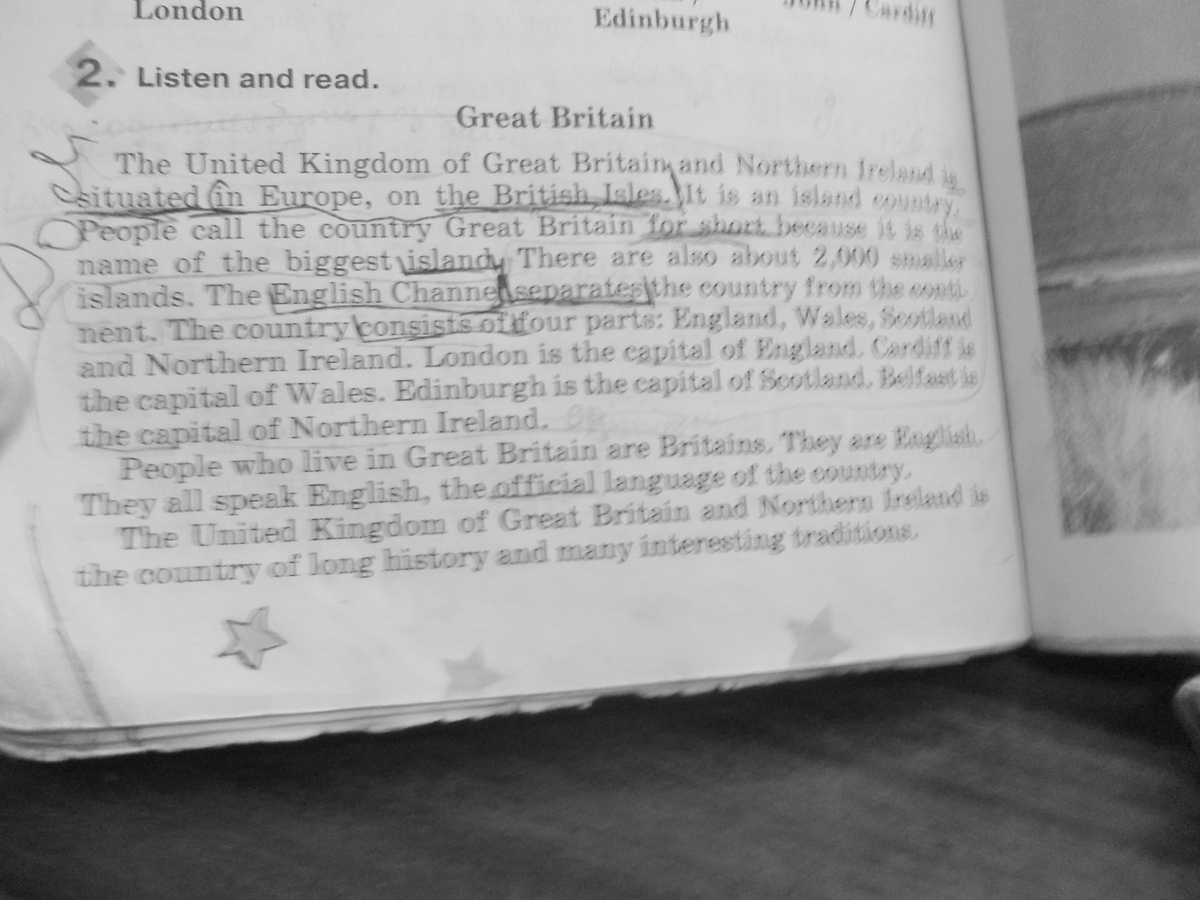 London
Edinburgh
John / Cardiff
2. Listen and read.
Great Britain
The United Kingdom of Great Britain and Northern Ireland is
situated in Europe, on the British Isles. It is an island country.
People call the country Great Britain for short because it is the
name of the biggest island. There are also about 2,000 smaller
islands. The English Channel separates the country from the conti-
nent. The country consists of four parts: England, Wales, Scotland
and Northern Ireland. London is the capital of England. Cardiff is
the capital of Wales. Edinburgh is the capital of Scotland. Belfast is
the capital of Northern Ireland.
People who live in Great Britain are Britains. They are English.
They all speak English, the official language of the country.
The United Kingdom of Great Britain and Northern Ireland is
the country of long history and many interesting traditions.